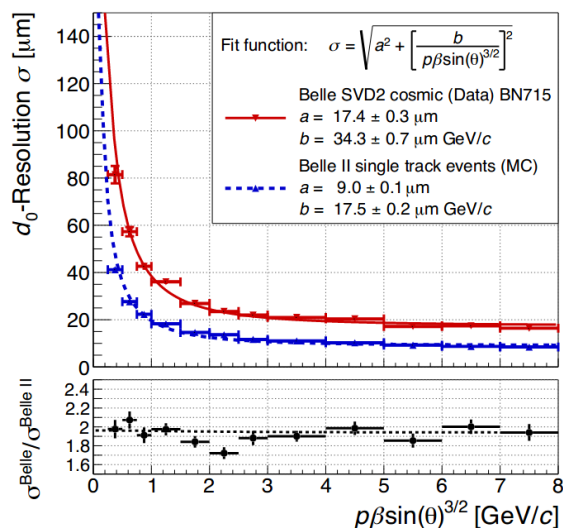 d₀-Resolution σ [μm]
140
120
100
80
60
40
20
0
Fit function: σ = √(a² + [b / pβsin(θ)^3/2]²)
Belle SVD2 cosmic (Data) BN715
a = 17.4 ± 0.3 μm
b = 34.3 ± 0.7 μm GeV/c
Belle II single track events (MC)
a = 9.0 ± 0.1 μm
b = 17.5 ± 0.2 μm GeV/c
σ^Belle/σ^Belle II
2.2
2
1.8
1.6
2.4
0 1 2 3 4 5 6 7 8
pβsin(θ)^3/2 [GeV/c]